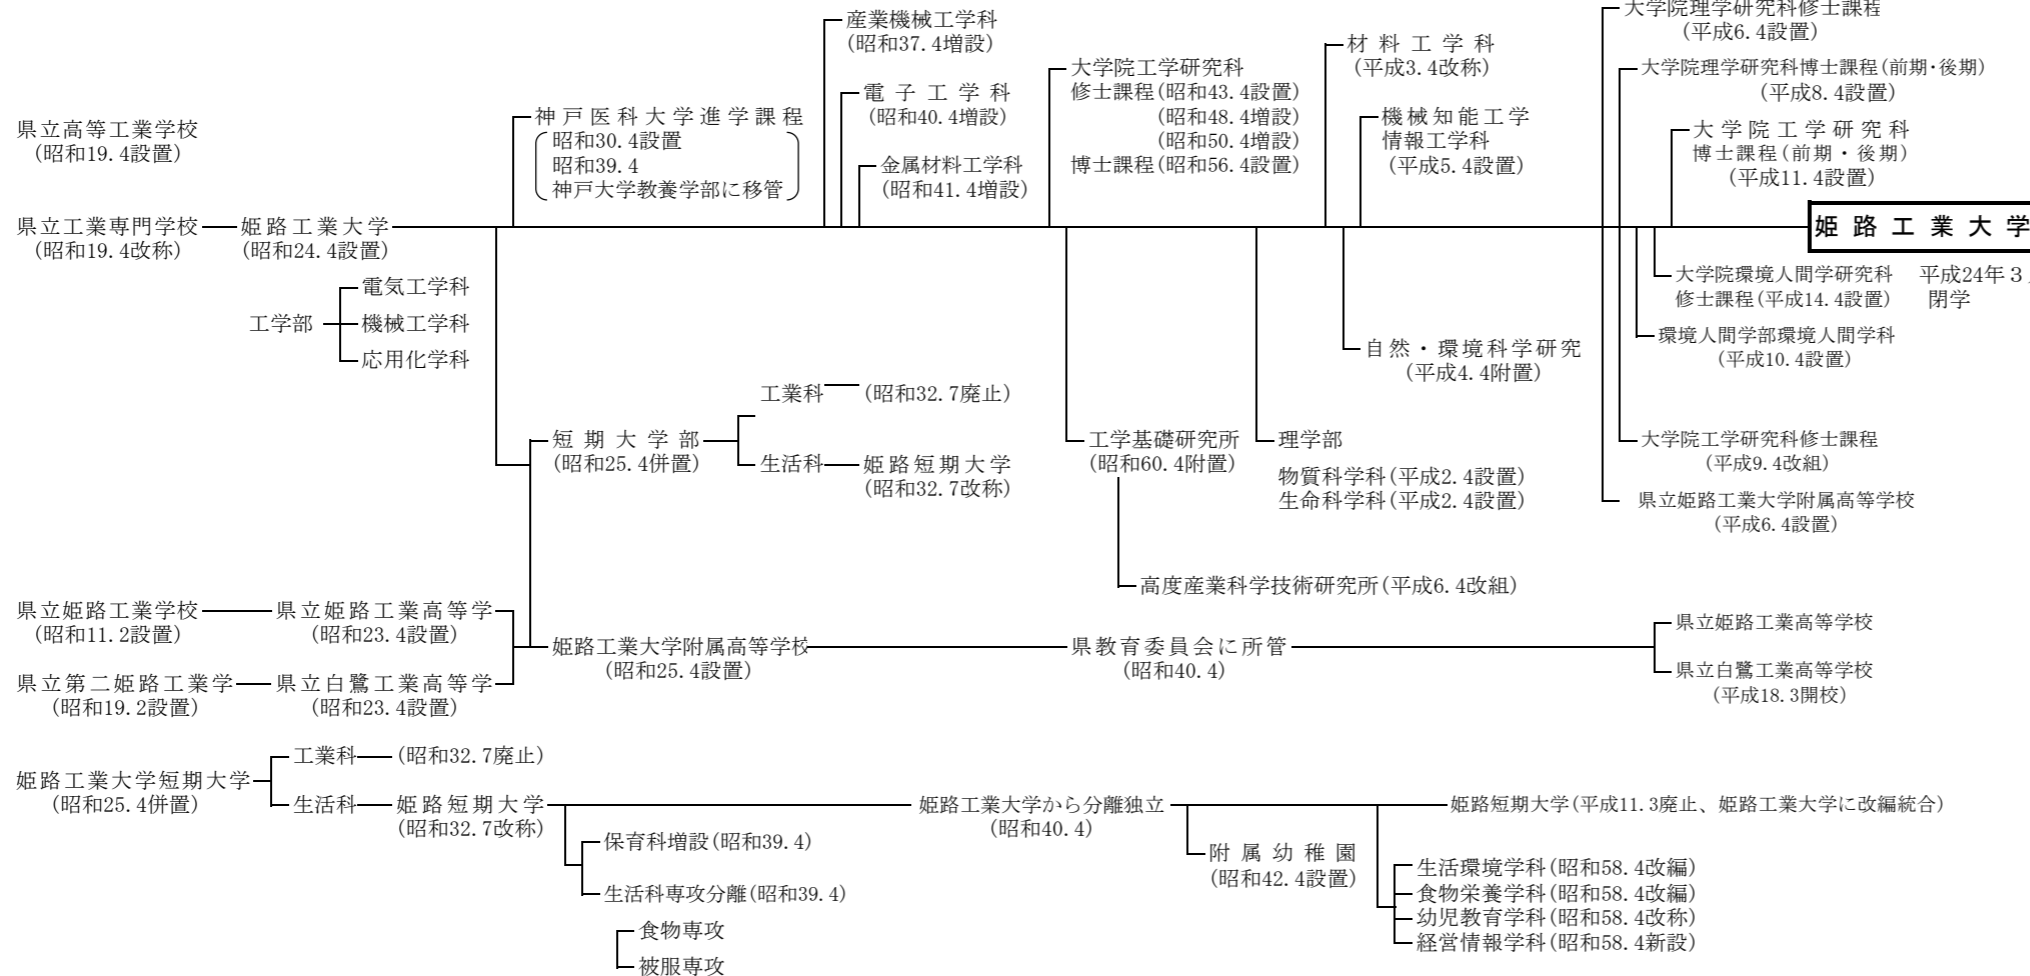 県立高等工業学校
(昭和19.4設置)
県立工業専門学校
(昭和19.4改称)
姫路工業大学
(昭和24.4設置)
工学部
電気工学科
機械工学科
応用化学科
神戸医科大学進学課程
昭和30.4設置
昭和39.4
神戸大学教養学部に移管
産業機械工学科
(昭和37.4増設)
電子工学科
(昭和40.4増設)
金属材料工学科
(昭和41.4増設)
大学院工学研究科
修士課程(昭和43.4設置)
(昭和48.4増設)
(昭和50.4増設)
博士課程(昭和56.4設置)
材料工学科
(平成3.4改称)
機械知能工学
情報工学科
(平成5.4設置)
大学院理学研究科修士課程
(平成6.4設置)
大学院理学研究科博士課程(前期・後期)
(平成8.4設置)
大学院工学研究科
博士課程(前期・後期)
(平成11.4設置)
姫路工業大学
平成24年3
閉学
大学院環境人間学研究科
修士課程(平成14.4設置)
環境人間学部環境人間学科
(平成10.4設置)
自然・環境科学研究
(平成4.4附置)
大学院工学研究科修士課程
(平成9.4改組)
県立姫路工業大学附属高等学校
(平成6.4設置)
短期大学部
(昭和25.4併置)
工業科
(昭和32.7廃止)
生活科
姫路短期大学
(昭和32.7改称)
工学基礎研究所
(昭和60.4附置)
理学部
物質科学科(平成2.4設置)
生命科学科(平成2.4設置)
高度産業科学技術研究所(平成6.4改組)
県立姫路工業学校
(昭和11.2設置)
県立姫路工業高等学
(昭和23.4設置)
県立第二姫路工業学
(昭和19.2設置)
県立白鷺工業高等学
(昭和23.4設置)
姫路工業大学附属高等学校
(昭和25.4設置)
県教育委員会に所管
(昭和40.4)
県立姫路工業高等学校
県立白鷺工業高等学校
(平成18.3開校)
姫路工業大学短期大学
(昭和25.4併置)
工業科
(昭和32.7廃止)
生活科
姫路短期大学
(昭和32.7改称)
保育科増設(昭和39.4)
生活科専攻分離(昭和39.4)
食物専攻
被服専攻
姫路工業大学から分離独立
(昭和40.4)
附属幼稚園
(昭和42.4設置)
姫路短期大学(平成11.3廃止、姫路工業大学に改編統合)
生活環境学科(昭和58.4改編)
食物栄養学科(昭和58.4改編)
幼児教育学科(昭和58.4改称)
経営情報学科(昭和58.4新設)